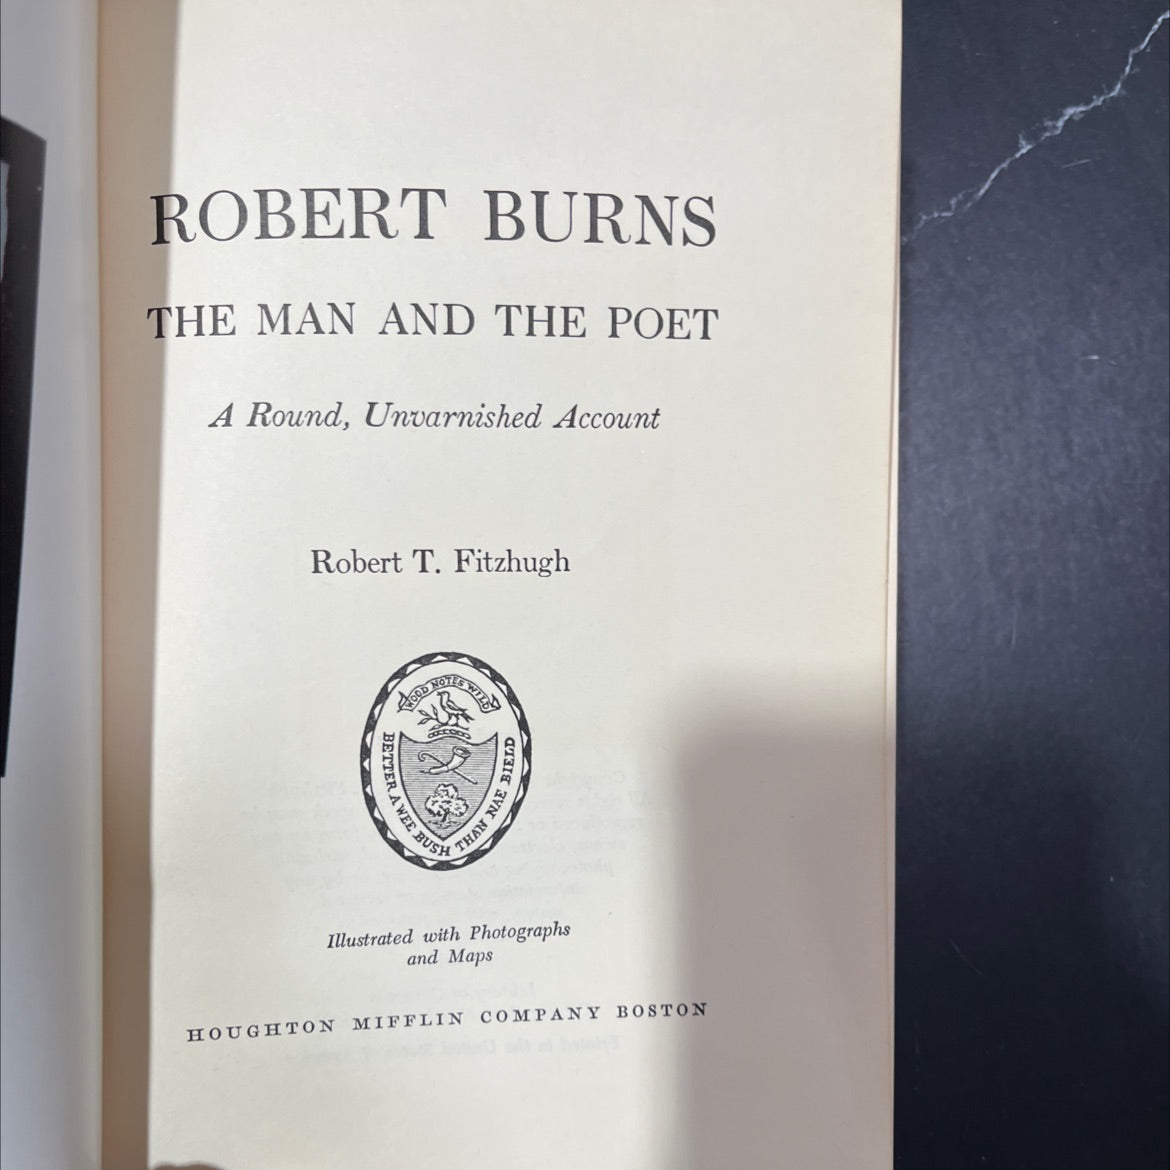 ROBERT BURNS
THE MAN AND THE POET
A Round, Unvarnished Account
Robert T. Fitzhugh
WOOD NOTES WILD
BETTER A WEE BUSH THAN NAE BIELD
Illustrated with Photographs
and Maps
HOUGHTON MIFFLIN COMPANY BOSTON